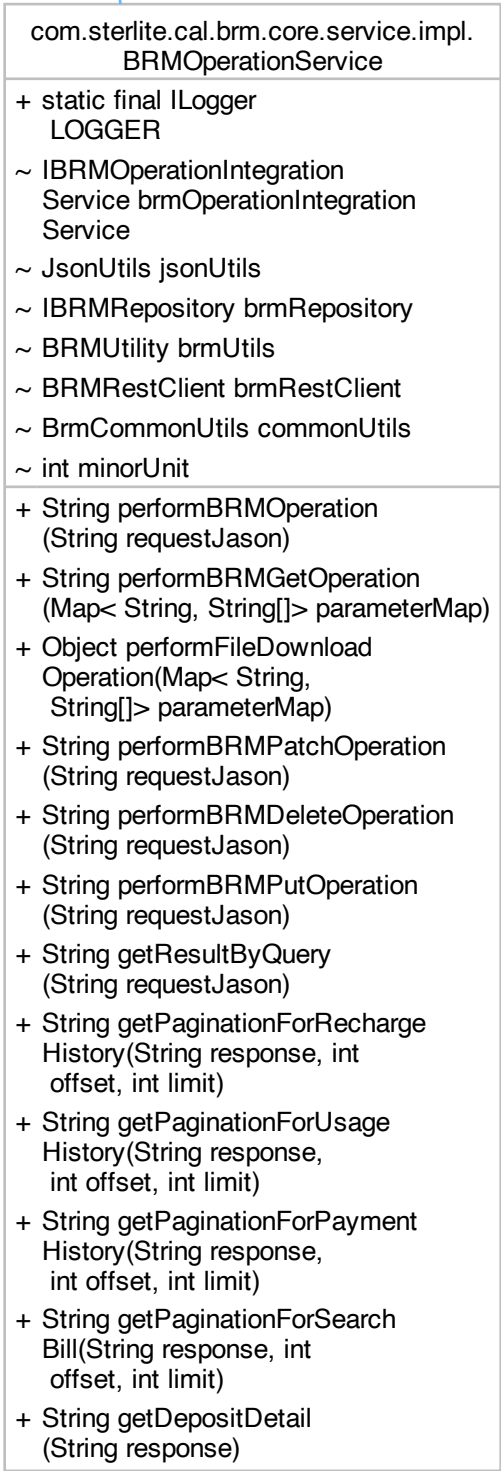 com.sterlite.cal.brm.core.service.impl.
BRMOperationService
+ static final ILogger
LOGGER
~ IBRMOperationIntegration
Service brmOperationIntegration
Service
~ JsonUtils jsonUtils
~ IBRMRepository brmRepository
~ BRMUtility brmUtils
~ BRMRestClient brmRestClient
~ BrmCommonUtils commonUtils
~ int minorUnit
+ String performBRMOperation
(String requestJason)
+ String performBRMGetOperation
(Map< String, String[]> parameterMap)
+ Object performFileDownload
Operation(Map< String,
String[]> parameterMap)
+ String performBRMPatchOperation
(String requestJason)
+ String performBRMDeleteOperation
(String requestJason)
+ String performBRMPutOperation
(String requestJason)
+ String getResultByQuery
(String requestJason)
+ String getPaginationForRecharge
History(String response, int
offset, int limit)
+ String getPaginationForUsage
History(String response,
int offset, int limit)
+ String getPaginationForPayment
History(String response,
int offset, int limit)
+ String getPaginationForSearch
Bill(String response, int
offset, int limit)
+ String getDepositDetail
(String response)